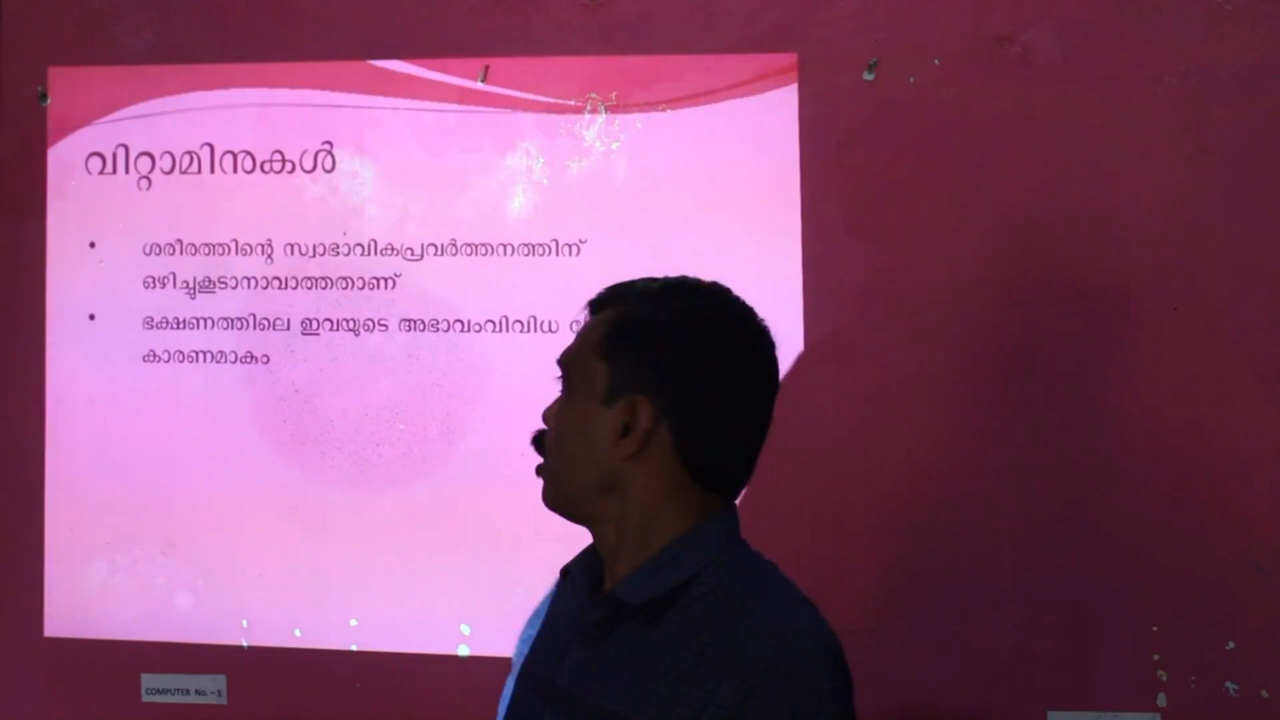 വിറ്റാമിനുകൾ
• ശരീരത്തിന്റെ സ്വാഭാവികപ്രവർത്തനത്തിന്
ഒഴിച്ചുകൂടാനാവാത്തതാണ്
• ഭക്ഷണത്തിലെ ഇവയുടെ അഭാവംവിവിധ
കാരണമാകും
COMPUTER No.-1